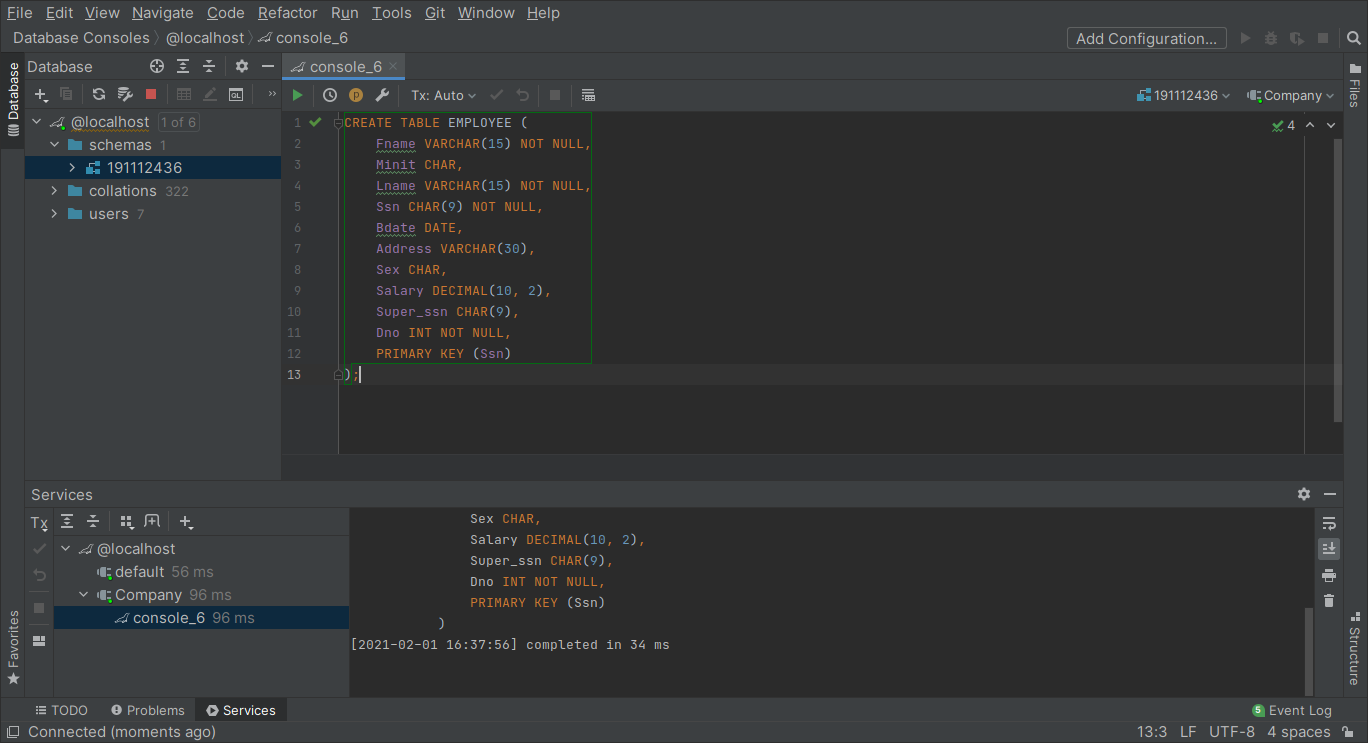 File Edit View Navigate Code Refactor Run Tools Git Window Help
Database Consoles @localhost console_6
Add Configuration...
Database
console_6
Tx: Auto
191112436
Company
@localhost 1 of 6
schemas 1
191112436
collations 322
users 7
1 CREATE TABLE EMPLOYEE (
2 Fname VARCHAR(15) NOT NULL,
3 Minit CHAR,
4 Lname VARCHAR(15) NOT NULL,
5 Ssn CHAR(9) NOT NULL,
6 Bdate DATE,
7 Address VARCHAR(30),
8 Sex CHAR,
9 Salary DECIMAL(10, 2),
10 Super_ssn CHAR(9),
11 Dno INT NOT NULL,
12 PRIMARY KEY (Ssn)
13 );
4
Database
Files
Favorites
Structure
Services
Tx
@localhost
default 56 ms
Company 96 ms
console_6 96 ms
Sex CHAR,
Salary DECIMAL(10, 2),
Super_ssn CHAR(9),
Dno INT NOT NULL,
PRIMARY KEY (Ssn)
)
[2021-02-01 16:37:56] completed in 34 ms
TODO Problems Services
5 Event Log
Connected (moments ago)
13:3 LF UTF-8 4 spaces